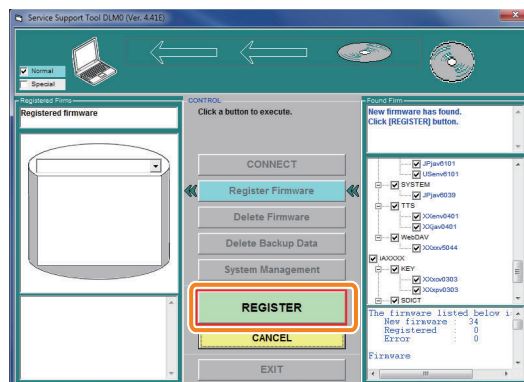 Service Support Tool DLM0 (Ver. 4.41E)
Normal
Special
Registered Firms
Registered firmware
CONTROL
Click a button to execute.
CONNECT
Register Firmware
Delete Firmware
Delete Backup Data
System Management
REGISTER
CANCEL
EXIT
Found Firm
New firmware has found.
Click [REGISTER] button.
JPjav6101
USenv6101
SYSTEM
JPjav6039
TTS
XXenv0401
XXjav0401
WebDAV
XXxxv5044
iAXXXX
KEY
XXxxv0303
XXxpv0303
SDICT
The firmware listed below i
New firmware : 34
Registered : 0
Error : 0
Firmware